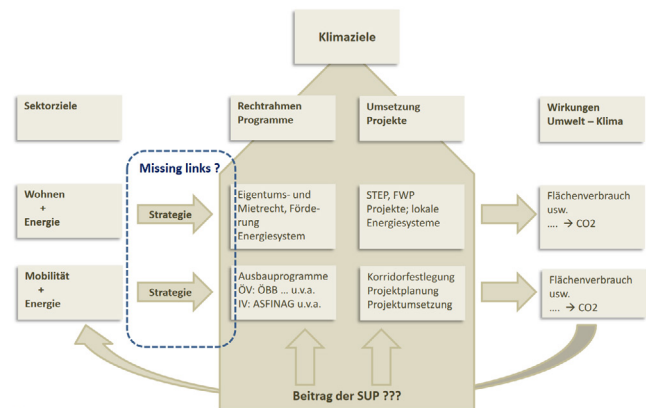 Klimaziele
Sektorziele
Rechtrahmen
Programme
Umsetzung
Projekte
Wirkungen
Umwelt – Klima
Missing links ?
Wohnen
+
Energie
Strategie
Eigentums- und
Mietrecht, Förde-
rung
Energiesystem
STEP, FWP
Projekte; lokale
Energiesysteme
Flächenverbrauch
usw.
.... → CO2
Mobilität
+
Energie
Strategie
Ausbauprogramme
ÖV: ÖBB ... u.v.a.
IV: ASFINAG u.v.a.
Korridorfestlegung
Projektplanung
Projektumsetzung
Flächenverbrauch
usw.
.... → CO2
Beitrag der SUP ???